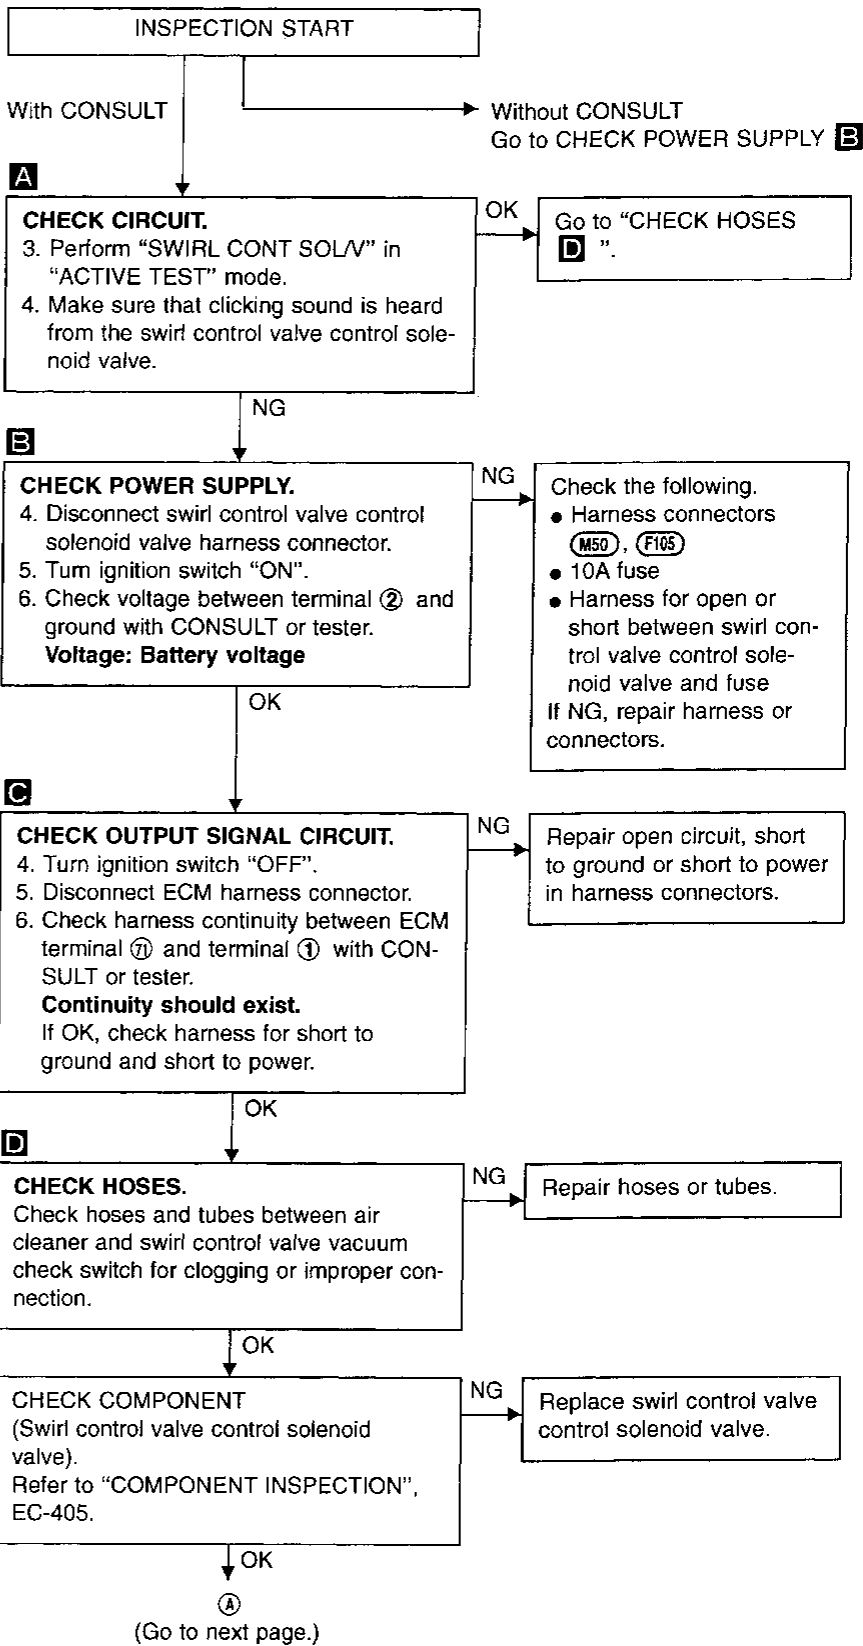 INSPECTION START
With CONSULT
Without CONSULT
Go to CHECK POWER SUPPLY B
A
CHECK CIRCUIT.
3. Perform “SWIRL CONT SOL/V” in
“ACTIVE TEST” mode.
4. Make sure that clicking sound is heard
from the swirl control valve control sole-
noid valve.
OK
Go to “CHECK HOSES
D ”.
NG
B
CHECK POWER SUPPLY.
4. Disconnect swirl control valve control
solenoid valve harness connector.
5. Turn ignition switch “ON”.
6. Check voltage between terminal ② and
ground with CONSULT or tester.
Voltage: Battery voltage
NG
Check the following.
● Harness connectors
M50 , F105
● 10A fuse
● Harness for open or
short between swirl con-
trol valve control sole-
noid valve and fuse
If NG, repair harness or
connectors.
OK
C
CHECK OUTPUT SIGNAL CIRCUIT.
4. Turn ignition switch “OFF”.
5. Disconnect ECM harness connector.
6. Check harness continuity between ECM
terminal 71 and terminal ① with CON-
SULT or tester.
Continuity should exist.
If OK, check harness for short to
ground and short to power.
NG
Repair open circuit, short
to ground or short to power
in harness connectors.
OK
D
CHECK HOSES.
Check hoses and tubes between air
cleaner and swirl control valve vacuum
check switch for clogging or improper con-
nection.
NG
Repair hoses or tubes.
OK
CHECK COMPONENT
(Swirl control valve control solenoid
valve).
Refer to “COMPONENT INSPECTION”,
EC-405.
NG
Replace swirl control valve
control solenoid valve.
OK
Ⓐ
(Go to next page.)